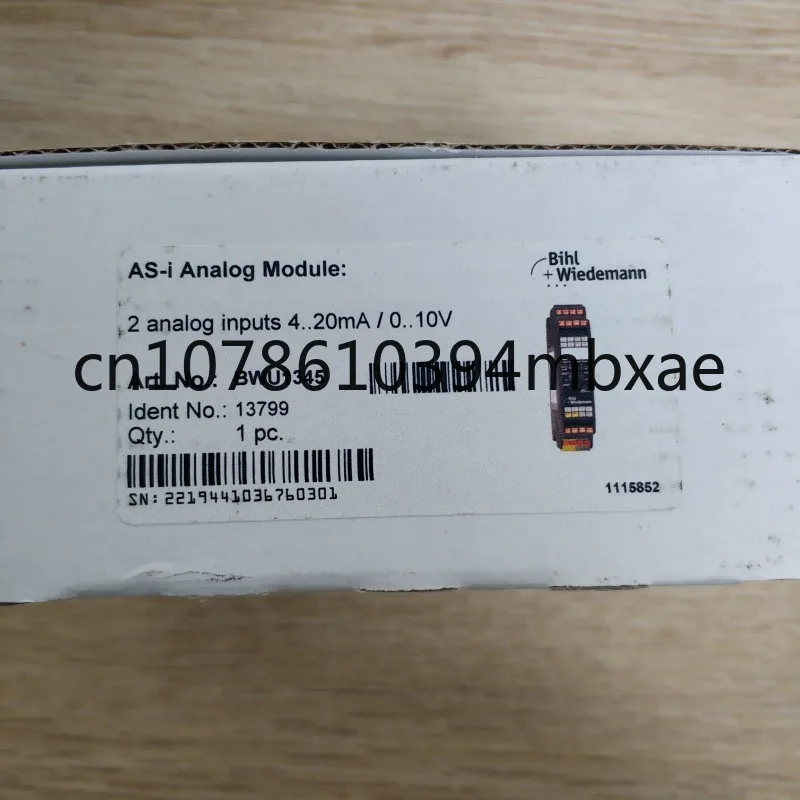 AS-i Analog Module:
Bihl
+ Wiedemann
2 analog inputs 4..20mA / 0..10V
cn1078610394mbxae
Art. No.: BWU1345
Ident No.: 13799
Qty.: 1 pc.
SN: 2219441036760301
1115852